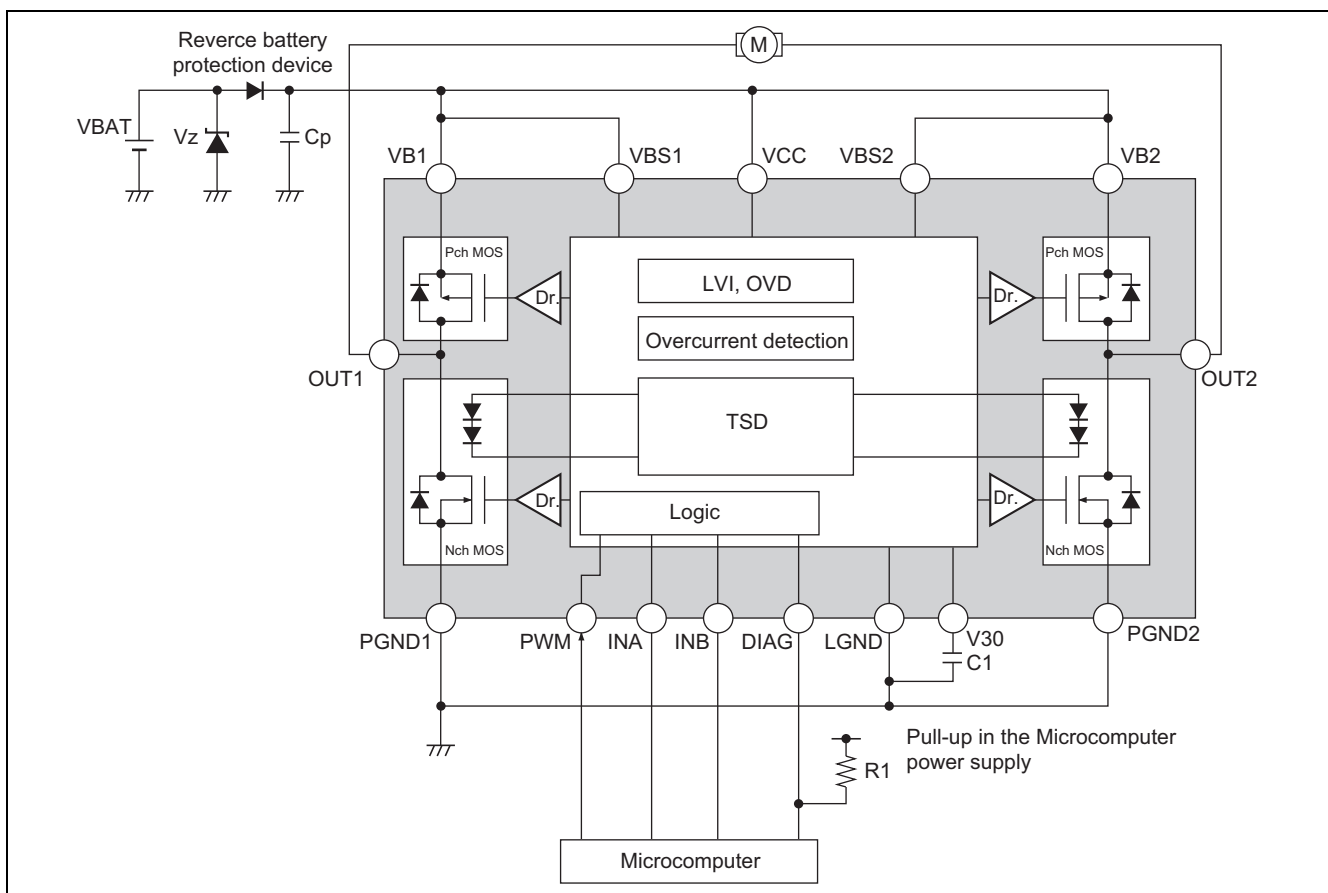 Reverce battery
protection device
M
VBAT
Vz
Cp
VB1
VBS1
VCC
VBS2
VB2
Pch MOS
Dr.
LVI, OVD
Dr.
Pch MOS
Overcurrent detection
OUT1
OUT2
TSD
Dr.
Logic
Dr.
Nch MOS
Nch MOS
PGND1
PWM
INA
INB
DIAG
LGND
V30
C1
PGND2
Pull-up in the Microcomputer
power supply
R1
Microcomputer